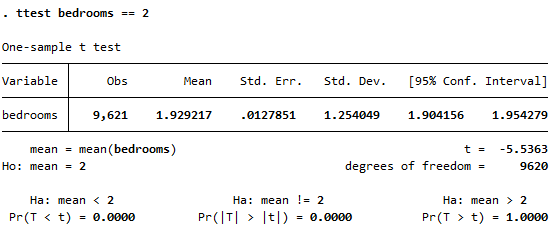 . ttest bedrooms == 2
One-sample t test
Variable Obs Mean Std. Err. Std. Dev. [95% Conf. Interval]
bedrooms 9,621 1.929217 .0127851 1.254049 1.904156 1.954279
mean = mean(bedrooms) t = -5.5363
Ho: mean = 2 degrees of freedom = 9620
Ha: mean < 2 Ha: mean != 2 Ha: mean > 2
Pr(T < t) = 0.0000 Pr(|T| > |t|) = 0.0000 Pr(T > t) = 1.0000